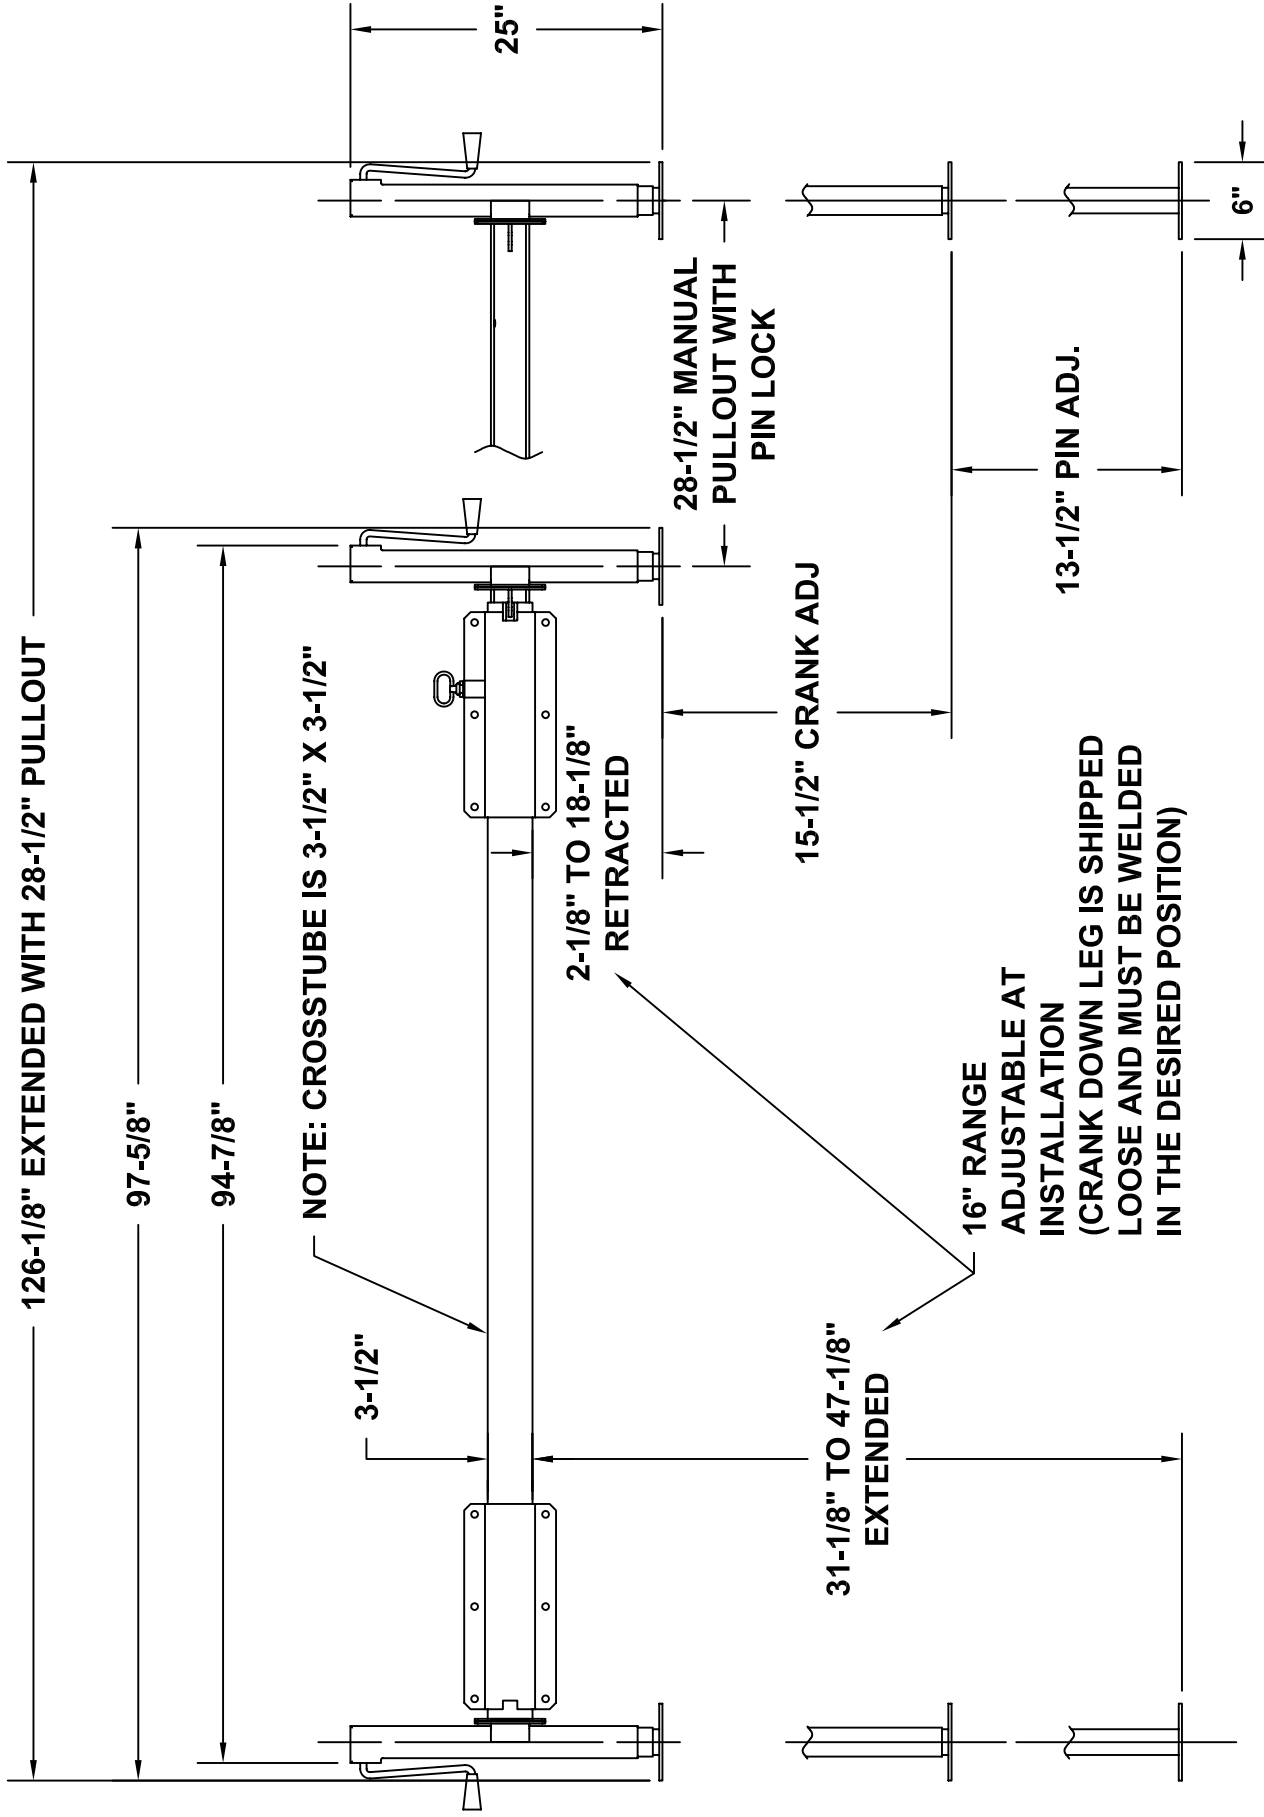 126-1/8" EXTENDED WITH 28-1/2" PULLOUT
97-5/8"
94-7/8"
NOTE: CROSSTUBE IS 3-1/2" X 3-1/2"
3-1/2"
25"
2-1/8" TO 18-1/8"
RETRACTED
28-1/2" MANUAL
PULLOUT WITH
PIN LOCK
15-1/2" CRANK ADJ
31-1/8" TO 47-1/8"
EXTENDED
16" RANGE
ADJUSTABLE AT
INSTALLATION
(CRANK DOWN LEG IS SHIPPED
LOOSE AND MUST BE WELDED
IN THE DESIRED POSITION)
13-1/2" PIN ADJ.
6"